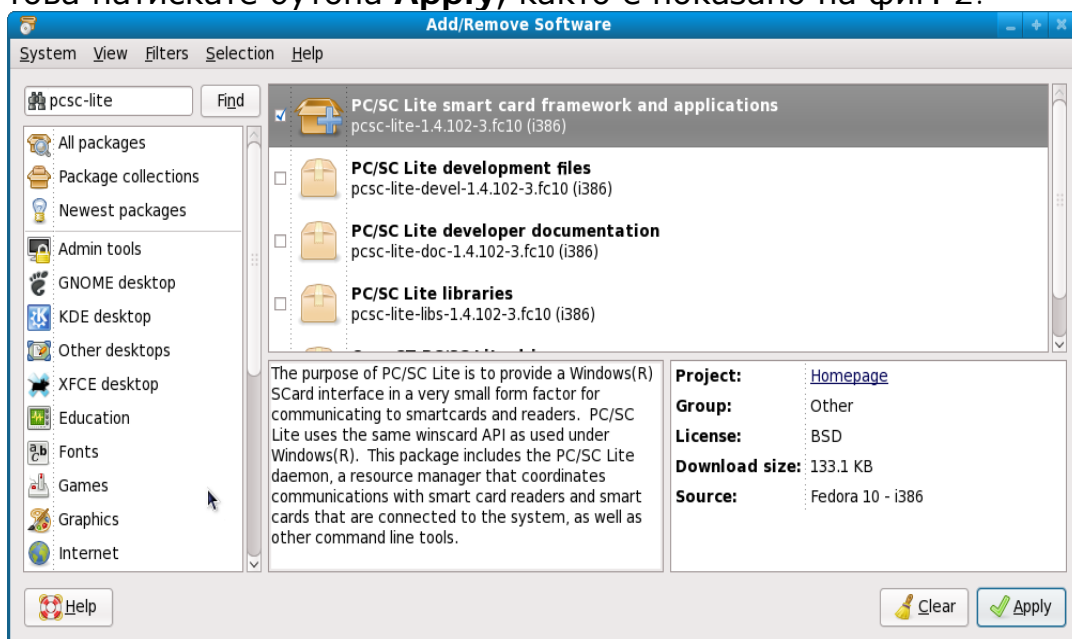 това натискате бутона Apply, както е показано на фиг. 2.
Add/Remove Software
System View Filters Selection Help
pcsc-lite Find
All packages
Package collections
Newest packages
Admin tools
GNOME desktop
KDE desktop
Other desktops
XFCE desktop
Education
Fonts
Games
Graphics
Internet
PC/SC Lite smart card framework and applications
pcsc-lite-1.4.102-3.fc10 (i386)
PC/SC Lite development files
pcsc-lite-devel-1.4.102-3.fc10 (i386)
PC/SC Lite developer documentation
pcsc-lite-doc-1.4.102-3.fc10 (i386)
PC/SC Lite libraries
pcsc-lite-libs-1.4.102-3.fc10 (i386)
The purpose of PC/SC Lite is to provide a Windows(R)
SCard interface in a very small form factor for
communicating to smartcards and readers. PC/SC
Lite uses the same winscard API as used under
Windows(R). This package includes the PC/SC Lite
daemon, a resource manager that coordinates
communications with smart card readers and smart
cards that are connected to the system, as well as
other command line tools.
Project: Homepage
Group: Other
License: BSD
Download size: 133.1 KB
Source: Fedora 10 - i386
Help Clear Apply